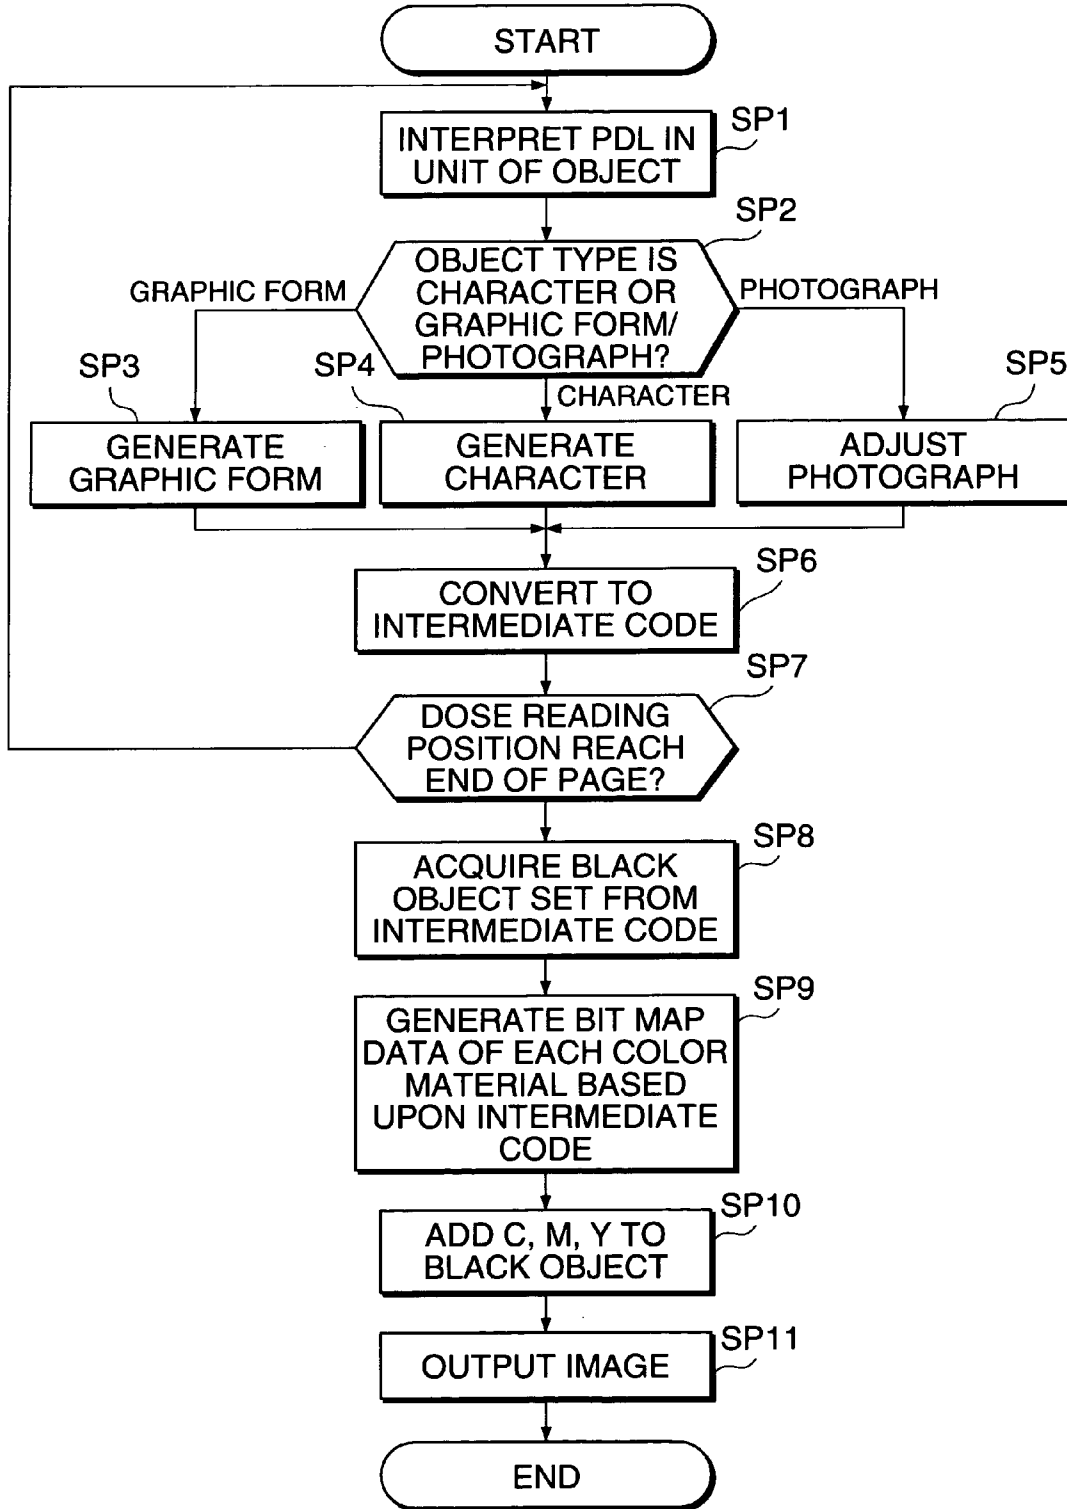 START
SP1
INTERPRET PDL IN
UNIT OF OBJECT
SP2
OBJECT TYPE IS
CHARACTER OR
GRAPHIC FORM/
PHOTOGRAPH?
GRAPHIC FORM
PHOTOGRAPH
CHARACTER
SP3
GENERATE
GRAPHIC FORM
SP4
GENERATE
CHARACTER
SP5
ADJUST
PHOTOGRAPH
SP6
CONVERT TO
INTERMEDIATE CODE
SP7
DOSE READING
POSITION REACH
END OF PAGE?
SP8
ACQUIRE BLACK
OBJECT SET FROM
INTERMEDIATE CODE
SP9
GENERATE BIT MAP
DATA OF EACH COLOR
MATERIAL BASED
UPON INTERMEDIATE
CODE
SP10
ADD C, M, Y TO
BLACK OBJECT
SP11
OUTPUT IMAGE
END